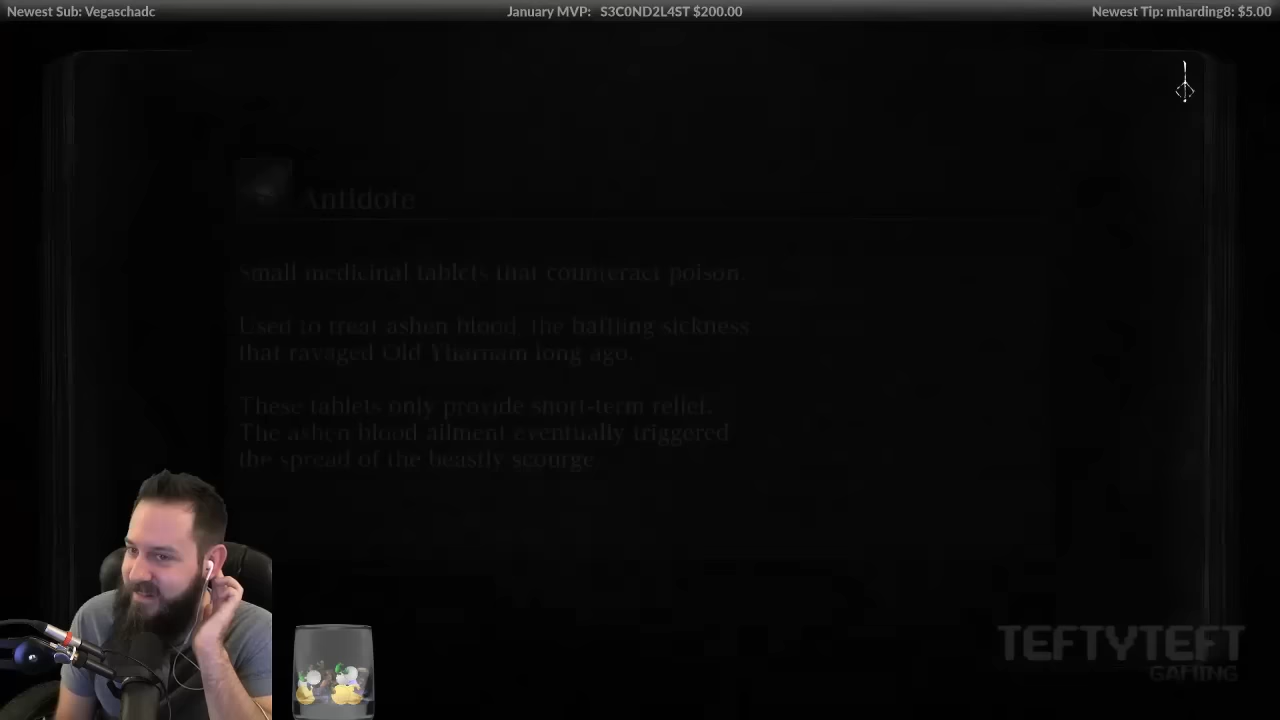 Newest Sub: Vegaschadc
January MVP: S3C0ND2L4ST $200.00
Newest Tip: mharding8: $5.00
Antidote
Small medicinal tablets that counteract poison.
Used to treat ashen blood, the baffling sickness
that ravaged Old Yharnam long ago.
These tablets only provide short-term relief.
The ashen blood ailment eventually triggered
the spread of the beastly scourge.
TEFTYTEFT
GAMING